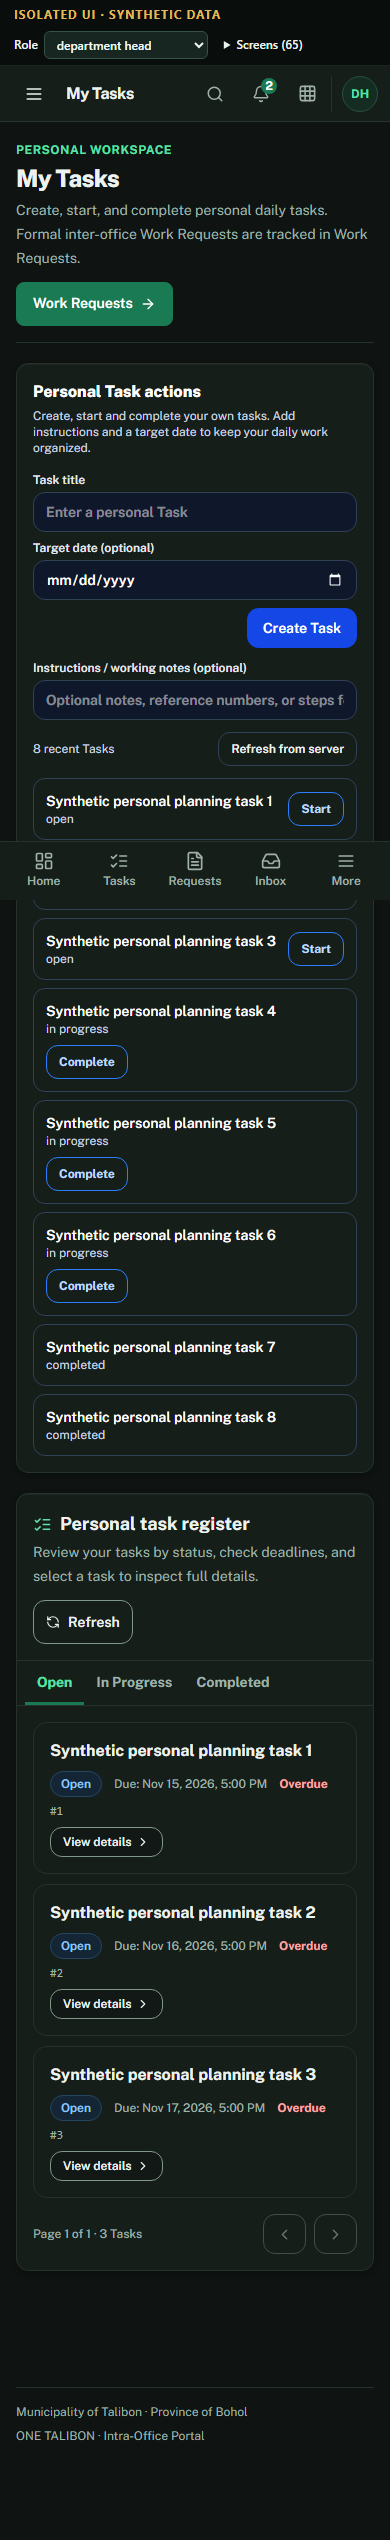 ISOLATED UI · SYNTHETIC DATA
Role department head Screens (65)
My Tasks 2 DH
PERSONAL WORKSPACE
My Tasks
Create, start, and complete personal daily tasks.
Formal inter-office Work Requests are tracked in Work
Requests.
Work Requests
Personal Task actions
Create, start and complete your own tasks. Add
instructions and a target date to keep your daily work
organized.
Task title
Enter a personal Task
Target date (optional)
mm/dd/yyyy
Create Task
Instructions / working notes (optional)
Optional notes, reference numbers, or steps f
8 recent Tasks Refresh from server
Synthetic personal planning task 1 Start
open
Home Tasks Requests Inbox More
Synthetic personal planning task 3 Start
open
Synthetic personal planning task 4
in progress
Complete
Synthetic personal planning task 5
in progress
Complete
Synthetic personal planning task 6
in progress
Complete
Synthetic personal planning task 7
completed
Synthetic personal planning task 8
completed
Personal task register
Review your tasks by status, check deadlines, and
select a task to inspect full details.
Refresh
Open In Progress Completed
Synthetic personal planning task 1
Open Due: Nov 15, 2026, 5:00 PM Overdue
#1
View details
Synthetic personal planning task 2
Open Due: Nov 16, 2026, 5:00 PM Overdue
#2
View details
Synthetic personal planning task 3
Open Due: Nov 17, 2026, 5:00 PM Overdue
#3
View details
Page 1 of 1 · 3 Tasks
Municipality of Talibon · Province of Bohol
ONE TALIBON · Intra-Office Portal